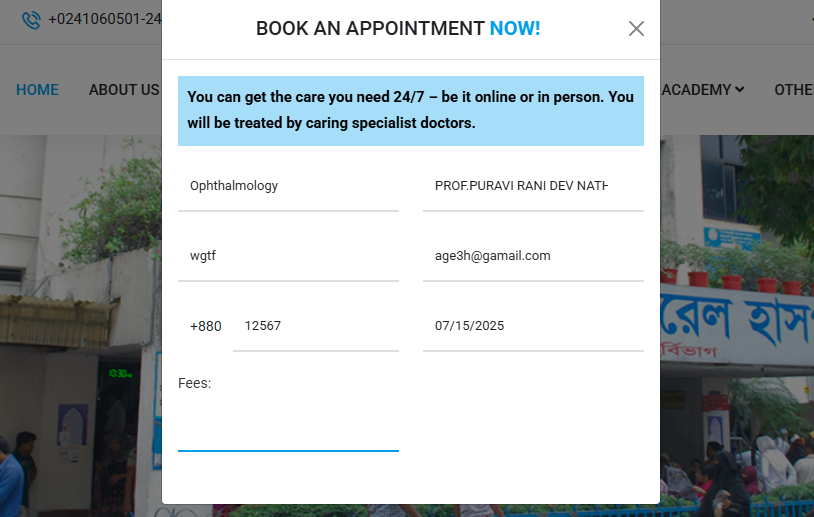 +0241060501-24
BOOK AN APPOINTMENT NOW!
HOME ABOUT US ACADEMY OTHE
You can get the care you need 24/7 – be it online or in person. You
will be treated by caring specialist doctors.
Ophthalmology PROF.PURAVI RANI DEV NATH
wgtf age3h@gamail.com
+880 12567 07/15/2025
Fees:
রেল হাস
র্বিভাগ
10:30